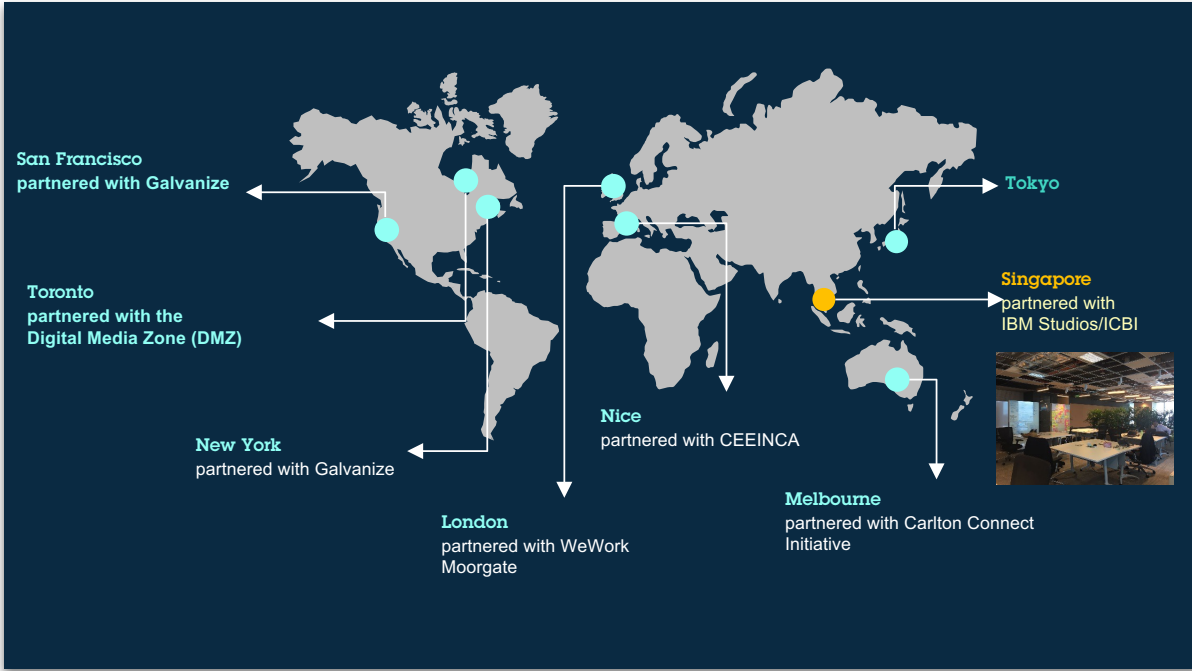 San Francisco
partnered with Galvanize
Toronto
partnered with the
Digital Media Zone (DMZ)
New York
partnered with Galvanize
London
partnered with WeWork
Moorgate
Nice
partnered with CEEINCA
Tokyo
Singapore
partnered with
IBM Studios/ICBI
Melbourne
partnered with Carlton Connect
Initiative